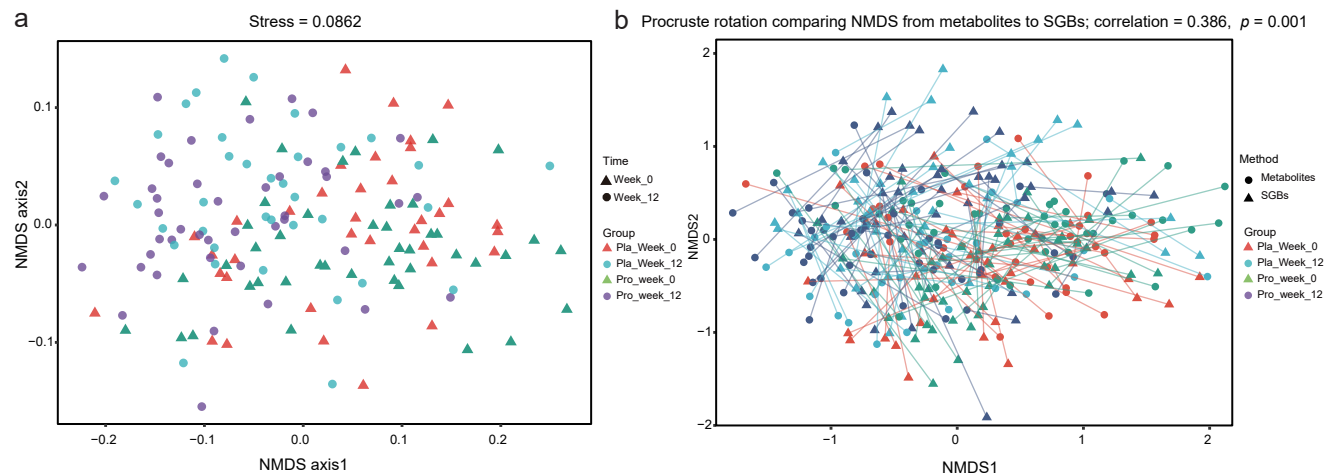 a
Stress = 0.0862
NMDS axis2
0.1
0.0
−0.1
−0.2
−0.1
0.0
0.1
0.2
NMDS axis1
Time
Week_0
Week_12
Group
Pla_Week_0
Pla_Week_12
Pro_week_0
Pro_week_12
b
Procruste rotation comparing NMDS from metabolites to SGBs; correlation = 0.386, p = 0.001
NMDS2
2
1
0
−1
−2
−1
0
1
2
NMDS1
Method
Metabolites
SGBs
Group
Pla_Week_0
Pla_Week_12
Pro_week_0
Pro_week_12